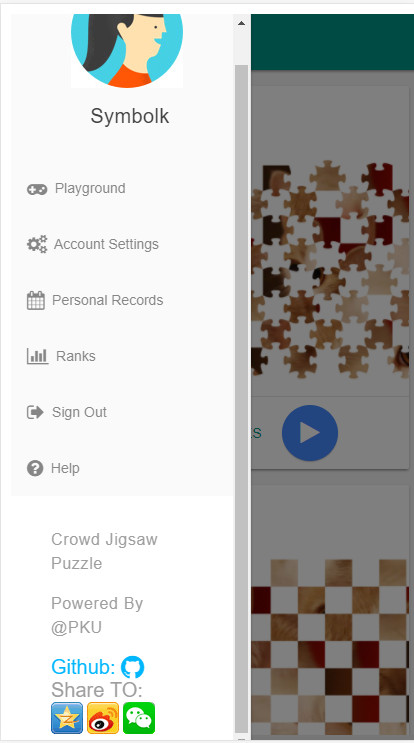 Symbolk
Playground
Account Settings
Personal Records
Ranks
Sign Out
Help
Crowd Jigsaw
Puzzle
Powered By
@PKU
Github:
Share TO: